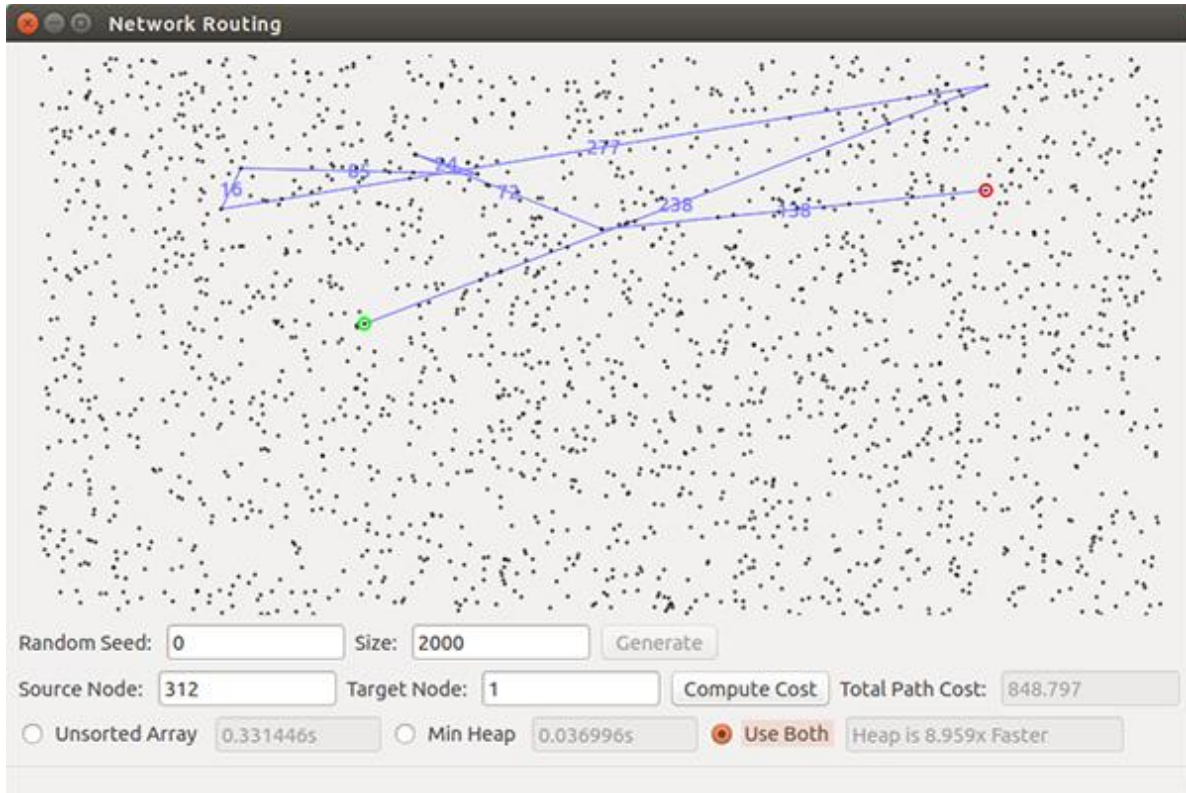 Network Routing
277
85
24
16
72
238
138
Random Seed: 0 Size: 2000 Generate
Source Node: 312 Target Node: 1 Compute Cost Total Path Cost: 848.797
Unsorted Array 0.331446s Min Heap 0.036996s Use Both Heap is 8.959x Faster